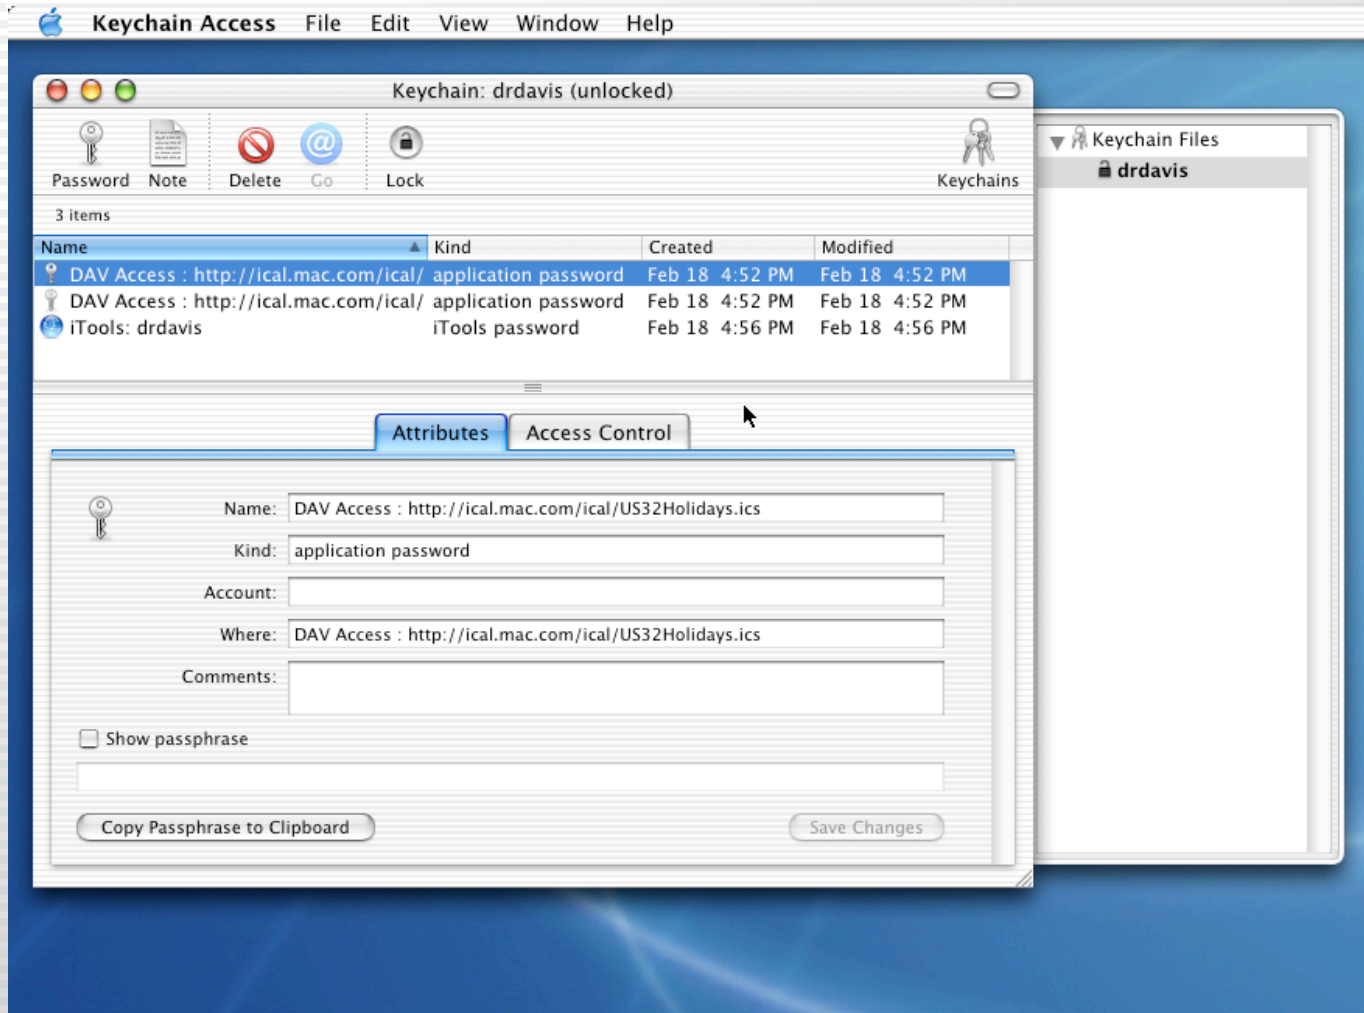 Keychain Access File Edit View Window Help
Keychain: drdavis (unlocked)
Password Note Delete Go Lock Keychains
3 items
Name Kind Created Modified
DAV Access : http://ical.mac.com/ical/ application password Feb 18 4:52 PM Feb 18 4:52 PM
DAV Access : http://ical.mac.com/ical/ application password Feb 18 4:52 PM Feb 18 4:52 PM
iTools: drdavis iTools password Feb 18 4:56 PM Feb 18 4:56 PM
Attributes Access Control
Name: DAV Access : http://ical.mac.com/ical/US32Holidays.ics
Kind: application password
Account:
Where: DAV Access : http://ical.mac.com/ical/US32Holidays.ics
Comments:
Show passphrase
Copy Passphrase to Clipboard Save Changes
Keychain Files
drdavis